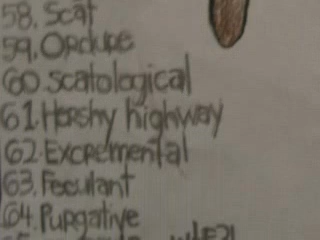 58. Scat
59. Ordure
60. Scatological
61. Hershy highway
62. Excremental
63. Feculant
64. Purgative